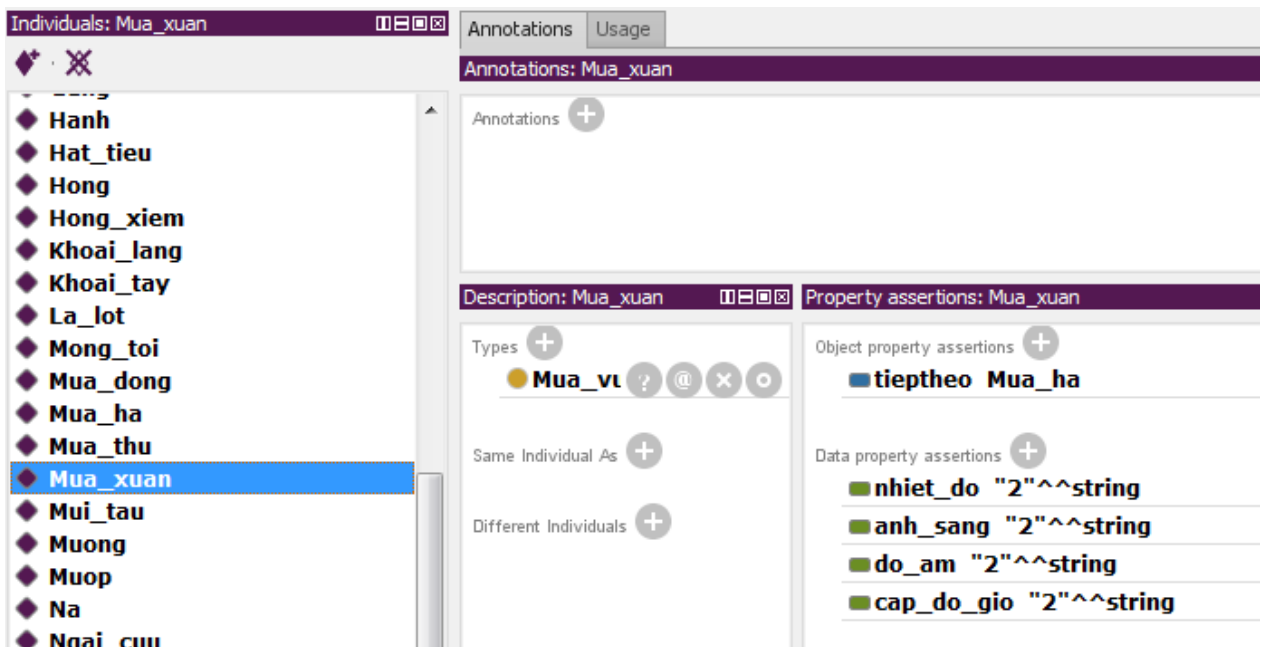 Individuals: Mua_xuan
Hanh
Hat_tieu
Hong
Hong_xiem
Khoai_lang
Khoai_tay
La_lot
Mong_toi
Mua_dong
Mua_ha
Mua_thu
Mua_xuan
Mui_tau
Muong
Muop
Na
Ngai_cuu
Annotations Usage
Annotations: Mua_xuan
Annotations
Description: Mua_xuan
Types
Mua_vu
Same Individual As
Different Individuals
Property assertions: Mua_xuan
Object property assertions
tieptheo Mua_ha
Data property assertions
nhiet_do "2"^^string
anh_sang "2"^^string
do_am "2"^^string
cap_do_gio "2"^^string